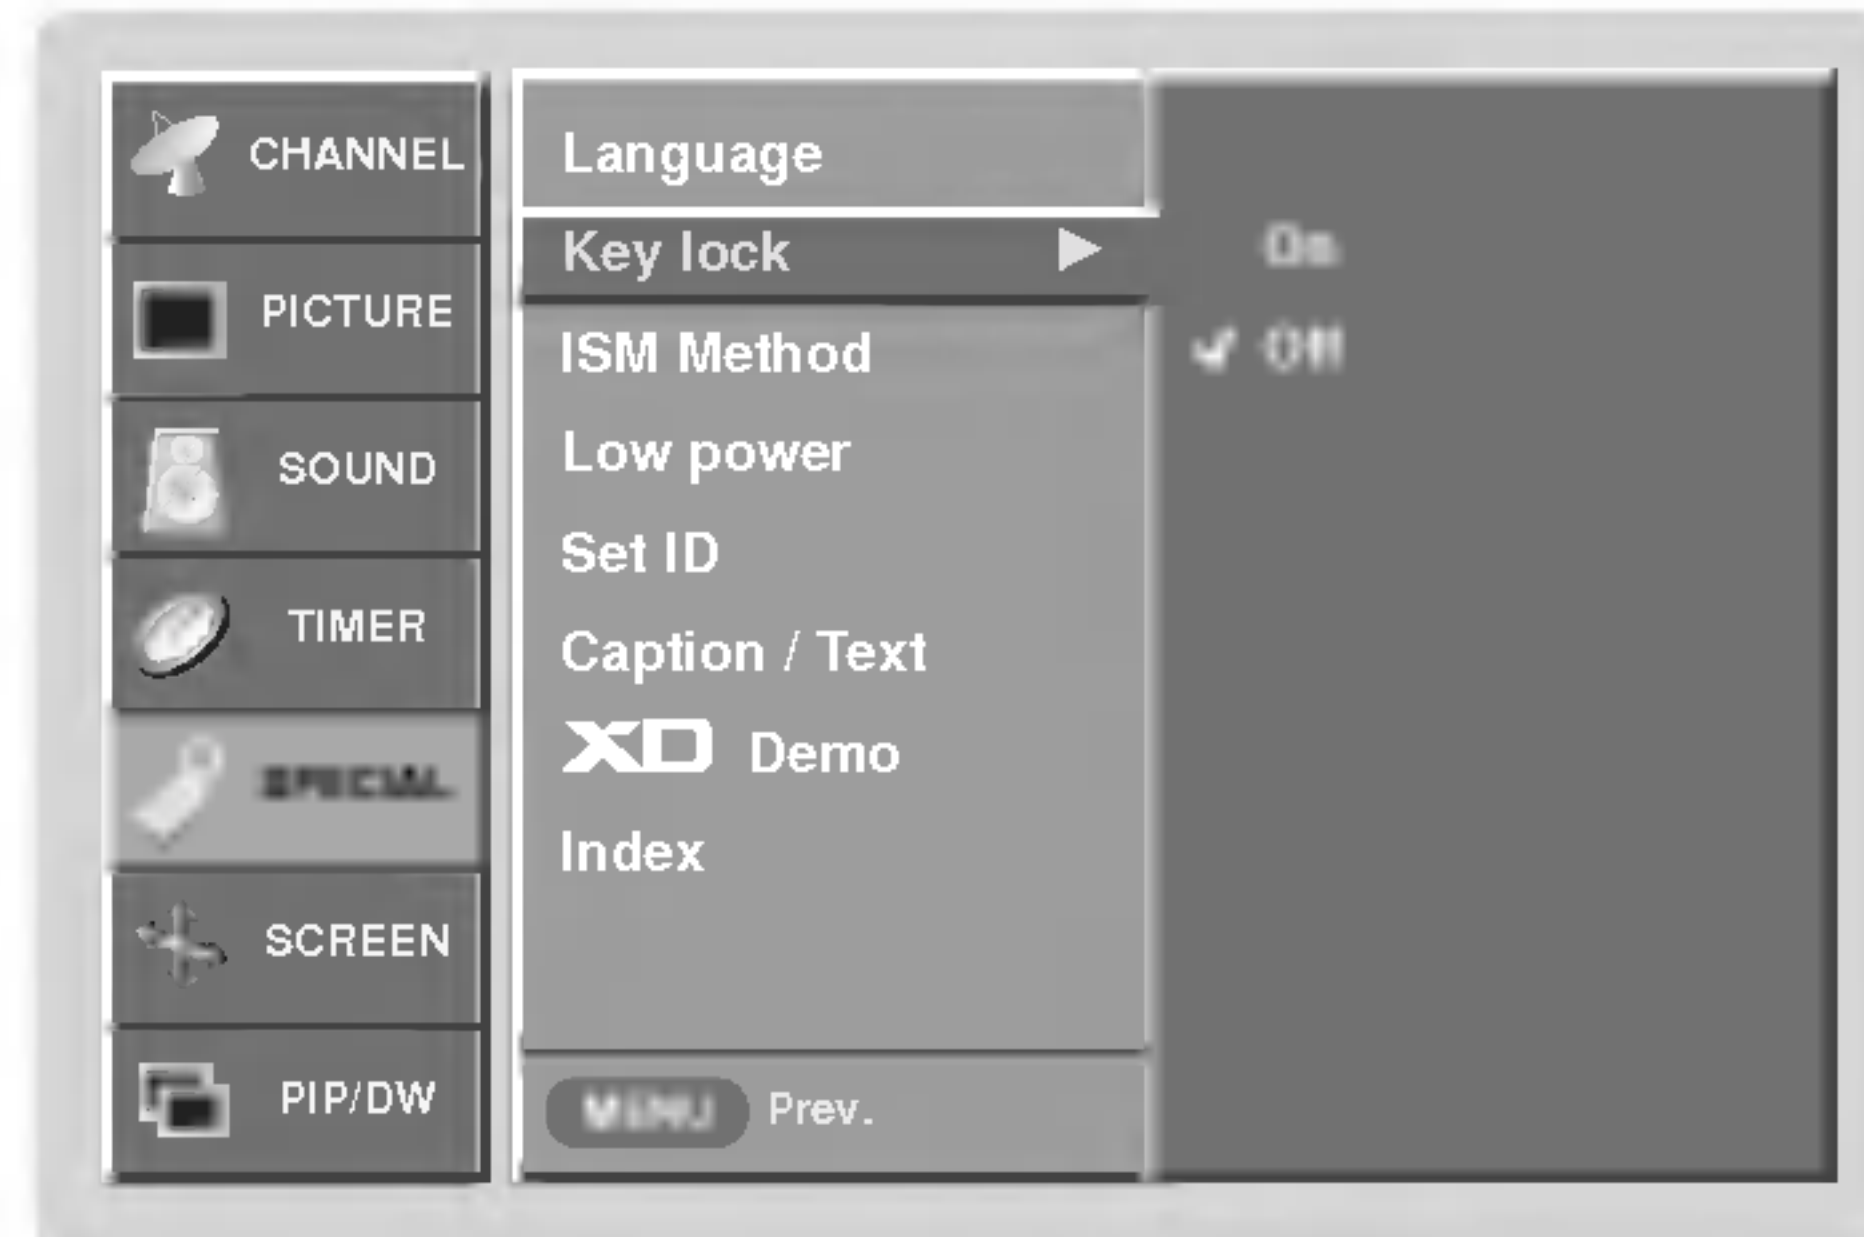 CHANNEL
PICTURE
SOUND
TIMER
SPECIAL
SCREEN
PIP/DW
Language
Key lock
ISM Method
Low power
Set ID
Caption / Text
XD Demo
Index
MENU Prev.
On
Off